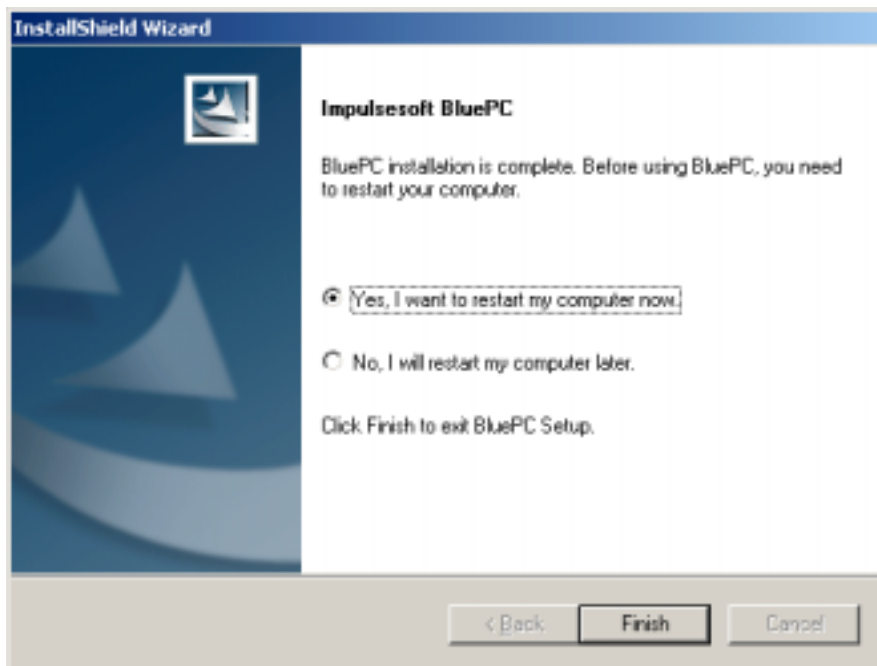 InstallShield Wizard
Impulsesoft BluePC
BluePC installation is complete. Before using BluePC, you need
to restart your computer.
Yes, I want to restart my computer now.
No, I will restart my computer later.
Click Finish to exit BluePC Setup.
< Back
Finish
Cancel